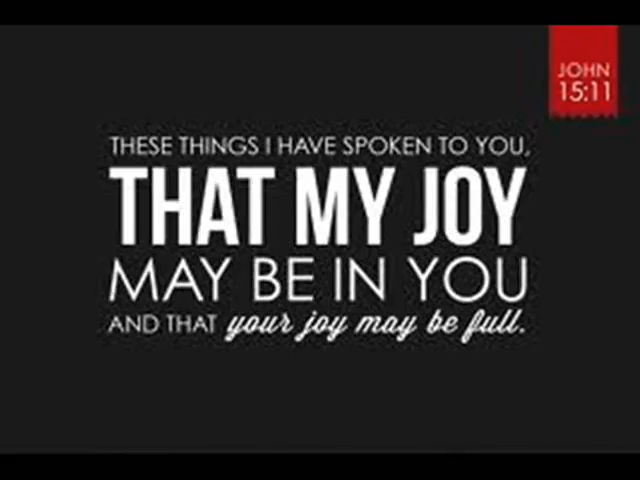 JOHN
15:11
THESE THINGS I HAVE SPOKEN TO YOU,
THAT MY JOY
MAY BE IN YOU
AND THAT your joy may be full.